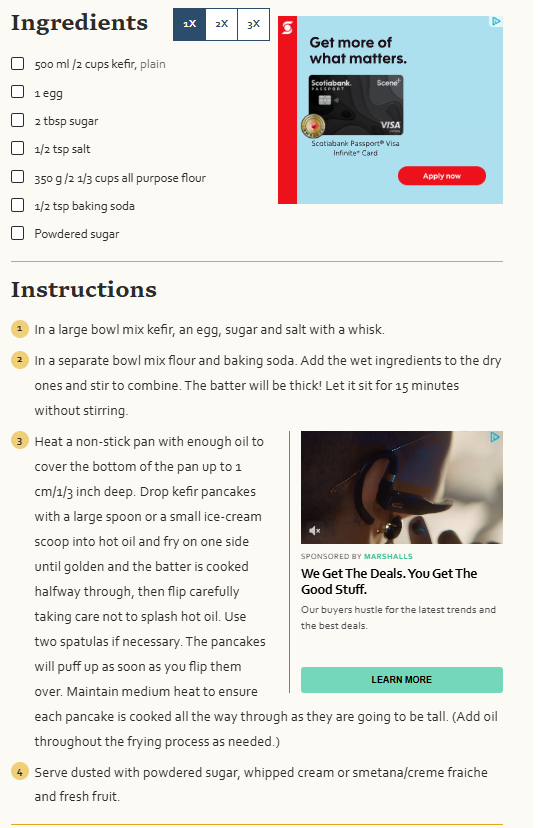 Ingredients
1X 2X 3X
500 ml /2 cups kefir, plain
1 egg
2 tbsp sugar
1/2 tsp salt
350 g /2 1/3 cups all purpose flour
1/2 tsp baking soda
Powdered sugar
Get more of
what matters.
Scotiabank
PASSPORT
Scene+
VISA
Scotiabank Passport® Visa
Infinite* Card
Apply now
Instructions
1 In a large bowl mix kefir, an egg, sugar and salt with a whisk.
2 In a separate bowl mix flour and baking soda. Add the wet ingredients to the dry
ones and stir to combine. The batter will be thick! Let it sit for 15 minutes
without stirring.
3 Heat a non-stick pan with enough oil to
cover the bottom of the pan up to 1
cm/1/3 inch deep. Drop kefir pancakes
with a large spoon or a small ice-cream
scoop into hot oil and fry on one side
until golden and the batter is cooked
halfway through, then flip carefully
taking care not to splash hot oil. Use
two spatulas if necessary. The pancakes
will puff up as soon as you flip them
over. Maintain medium heat to ensure
each pancake is cooked all the way through as they are going to be tall. (Add oil
throughout the frying process as needed.)
SPONSORED BY MARSHALLS
We Get The Deals. You Get The
Good Stuff.
Our buyers hustle for the latest trends and
the best deals.
LEARN MORE
4 Serve dusted with powdered sugar, whipped cream or smetana/creme fraiche
and fresh fruit.